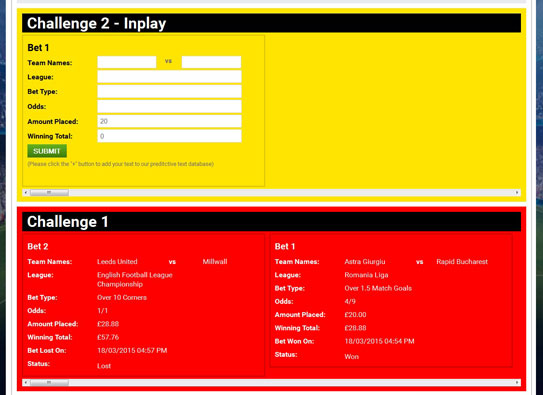 Challenge 2 - Inplay
Bet 1
Team Names: vs
League:
Bet Type:
Odds:
Amount Placed: 20
Winning Total: 0
SUBMIT
(Please click the "+" button to add your text to our preditctive text database)
Challenge 1
Bet 2
Team Names: Leeds United vs Millwall
League: English Football League
Championship
Bet Type: Over 10 Corners
Odds: 1/1
Amount Placed: £28.88
Winning Total: £57.76
Bet Lost On: 18/03/2015 04:57 PM
Status: Lost
Bet 1
Team Names: Astra Giurgiu vs Rapid Bucharest
League: Romania Liga
Bet Type: Over 1.5 Match Goals
Odds: 4/9
Amount Placed: £20.00
Winning Total: £28.88
Bet Won On: 18/03/2015 04:54 PM
Status: Won